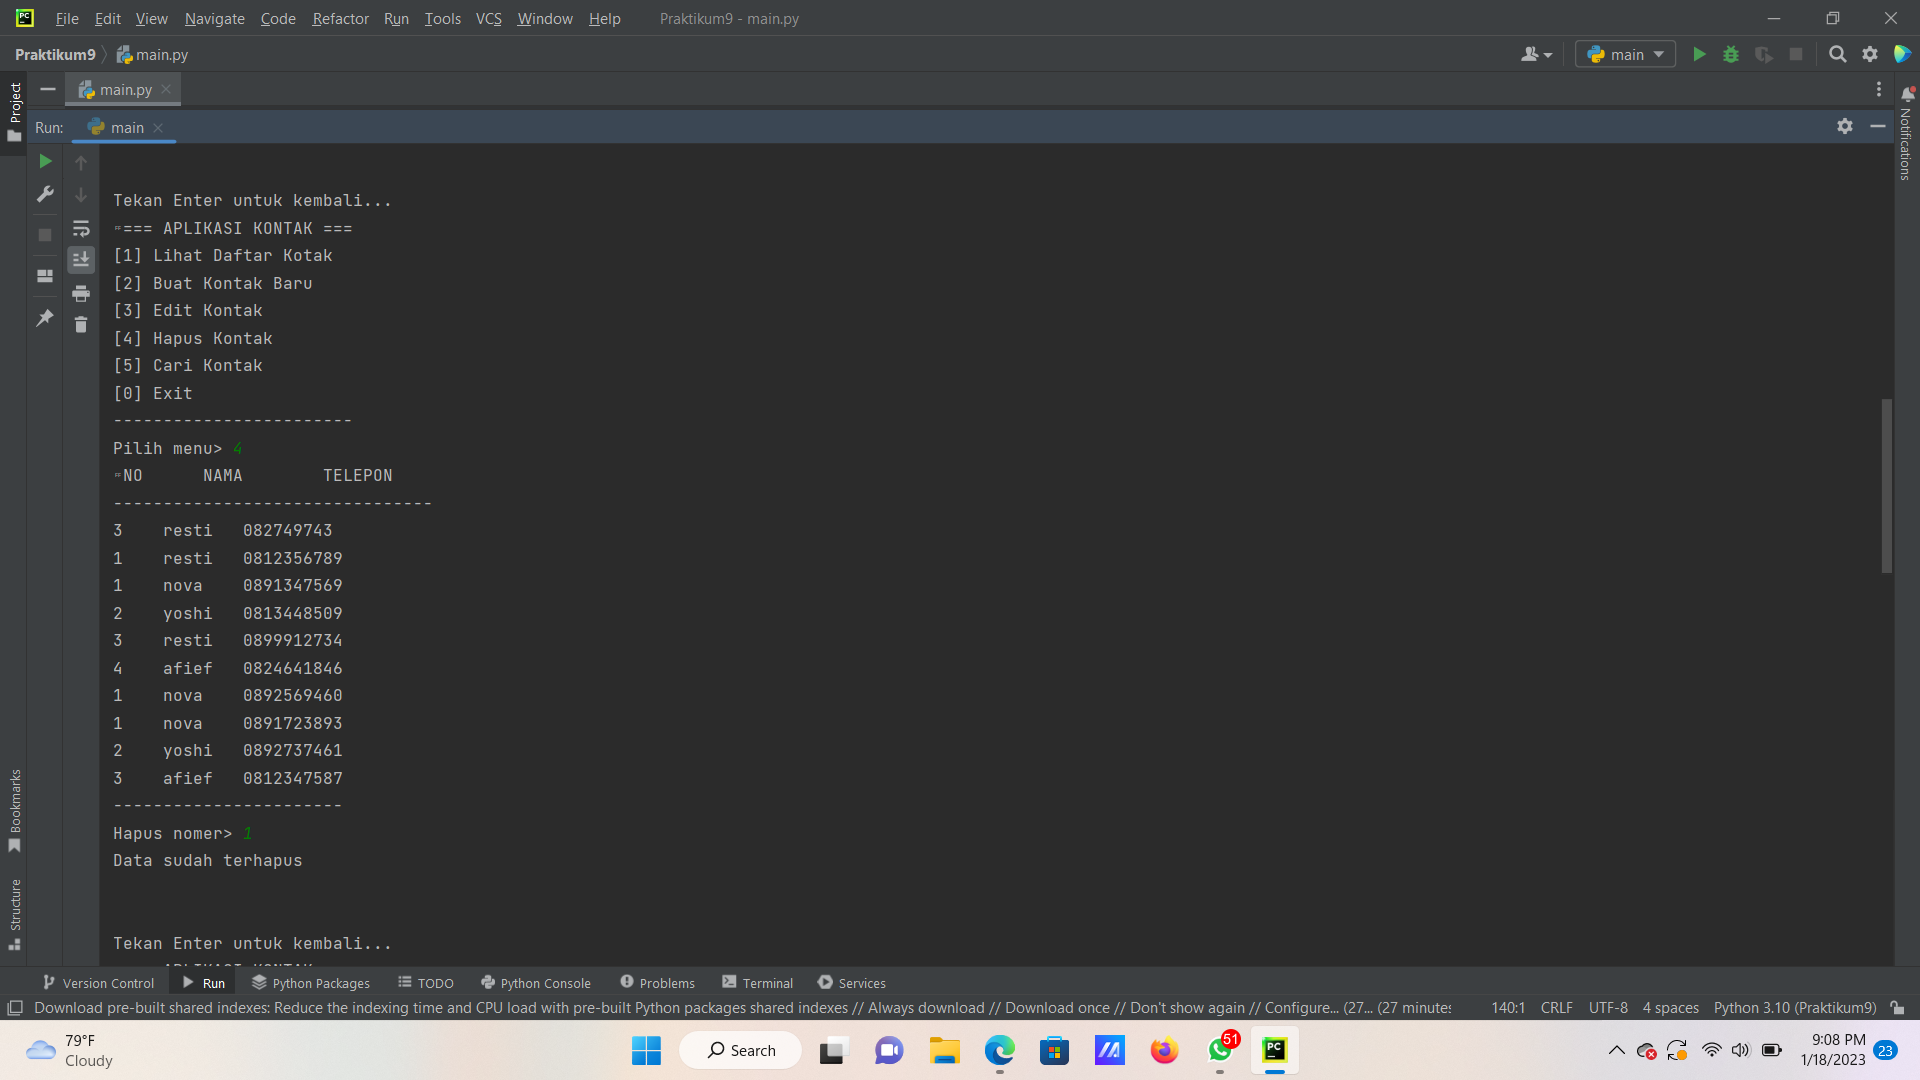 File Edit View Navigate Code Refactor Run Tools VCS Window Help Praktikum9 - main.py
Praktikum9 main.py main
Project
main.py
Notifications
Run: main
Tekan Enter untuk kembali...
=== APLIKASI KONTAK ===
[1] Lihat Daftar Kotak
[2] Buat Kontak Baru
[3] Edit Kontak
[4] Hapus Kontak
[5] Cari Kontak
[0] Exit
------------------------
Pilih menu> 4
NO NAMA TELEPON
--------------------------------
3 resti 082749743
1 resti 0812356789
1 nova 0891347569
2 yoshi 0813448509
3 resti 0899912734
4 afief 0824641846
1 nova 0892569460
1 nova 0891723893
2 yoshi 0892737461
3 afief 0812347587
-----------------------
Hapus nomer> 1
Data sudah terhapus
Tekan Enter untuk kembali...
APLIKASI KONTAK
Bookmarks
Structure
Version Control Run Python Packages TODO Python Console Problems Terminal Services
Download pre-built shared indexes: Reduce the indexing time and CPU load with pre-built Python packages shared indexes // Always download // Download once // Don't show again // Configure... (27... (27 minutes 140:1 CRLF UTF-8 4 spaces Python 3.10 (Praktikum9)
79°F
Cloudy
Search
51
PC
9:08 PM
1/18/2023
23